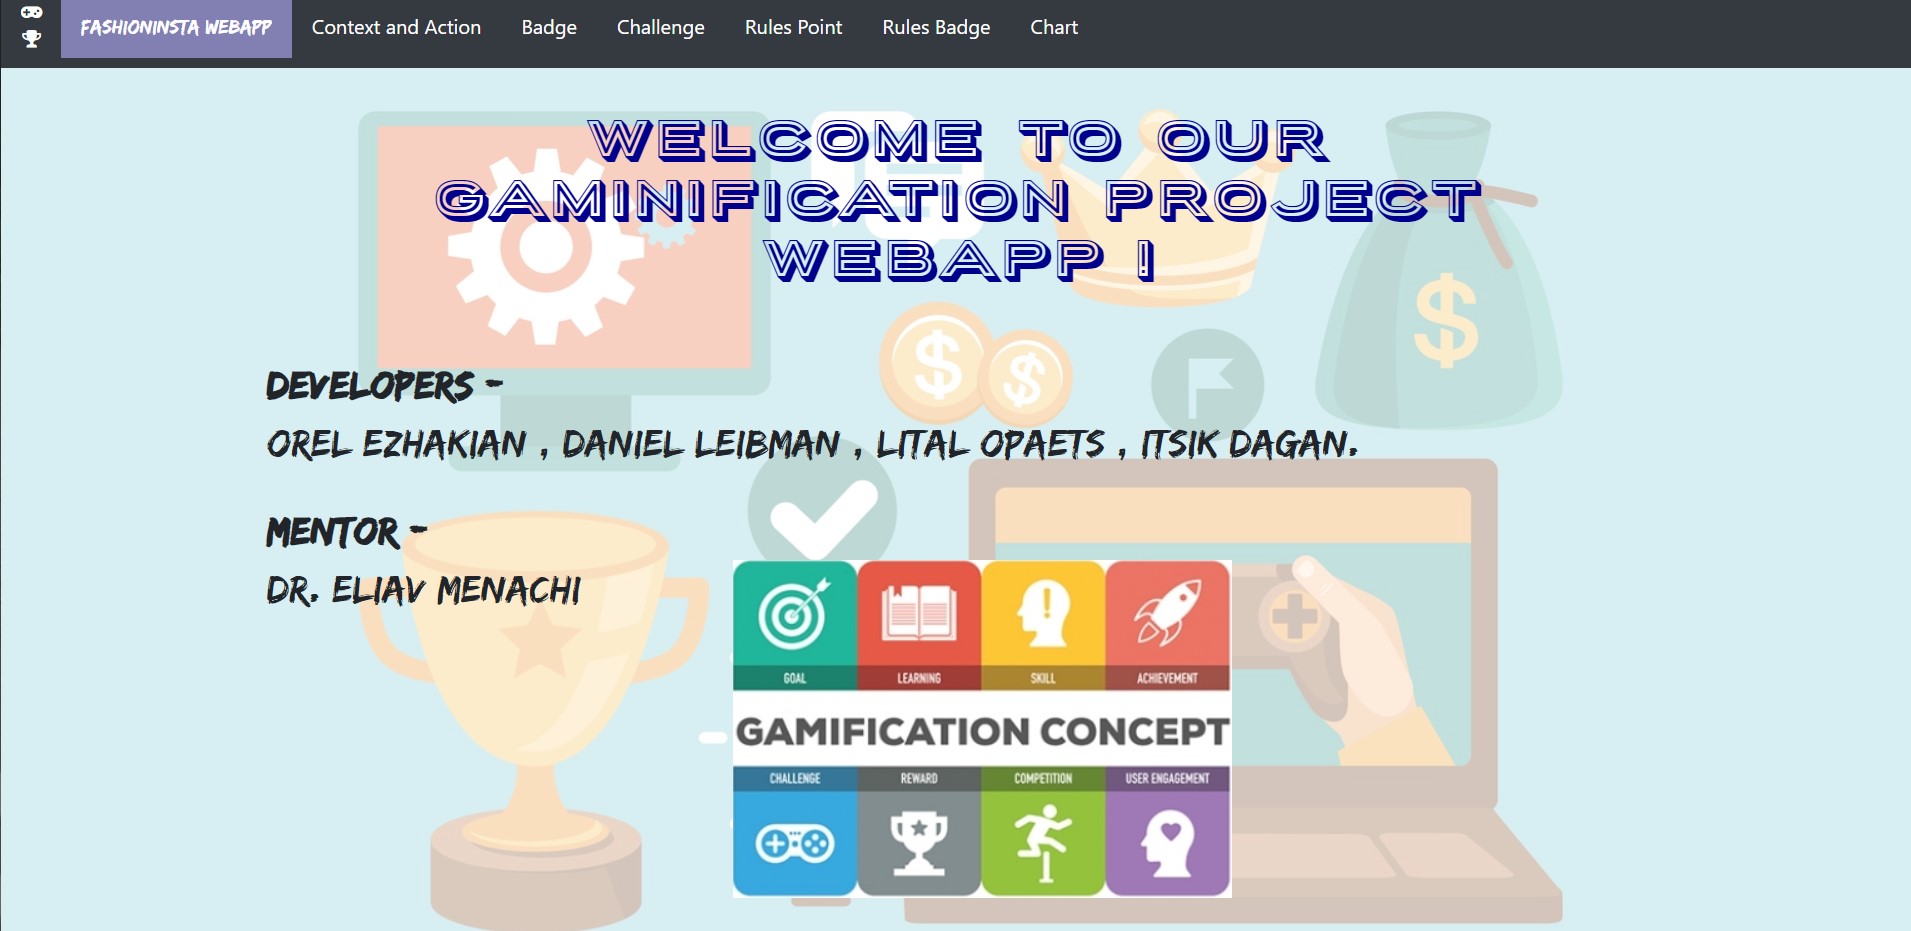 FASHIONINSTA WEBAPP Context and Action Badge Challenge Rules Point Rules Badge Chart
WELCOME TO OUR
GAMINIFICATION PROJECT
WEBAPP !
DEVELOPERS -
OREL EZHAKIAN , DANIEL LEIBMAN , LITAL OPAETS , ITSIK DAGAN.
MENTOR -
DR. ELIAV MENACHI
GOAL LEARNING SKILL ACHIEVEMENT
GAMIFICATION CONCEPT
CHALLENGE REWARD COMPETITION USER ENGAGEMENT